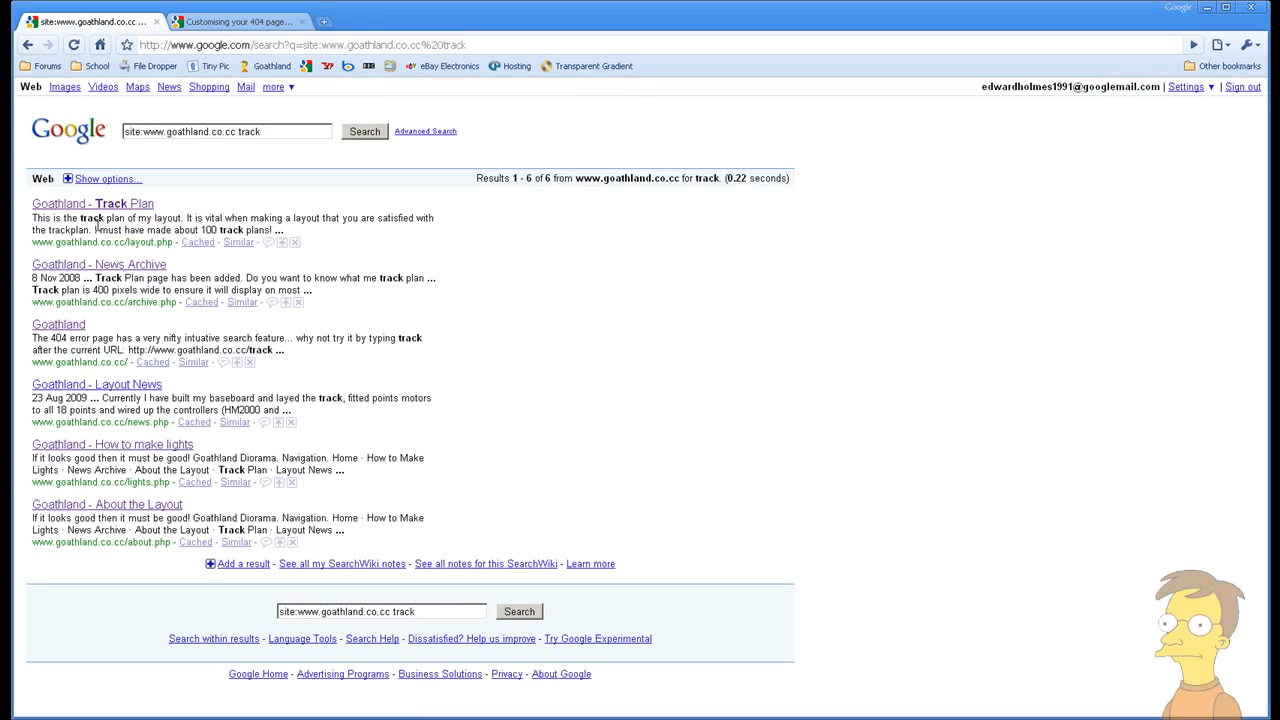 Google
site:www.goathland.co.cc ...
Customising your 404 page...
http://www.google.com/search?q=site:www.goathland.co.cc%20track
Forums School File Dropper Tiny Pic Goathland eBay Electronics Hosting Transparent Gradient Other bookmarks
Web Images Videos Maps News Shopping Mail more ▼ edwardholmes1991@googlemail.com | Settings ▼ | Sign out
Google site:www.goathland.co.cc track Search Advanced Search
Web Show options... Results 1 - 6 of 6 from www.goathland.co.cc for track. (0.22 seconds)
Goathland - Track Plan
This is the track plan of my layout. It is vital when making a layout that you are satisfied with
the trackplan. I must have made about 100 track plans! ...
www.goathland.co.cc/layout.php - Cached - Similar -
Goathland - News Archive
8 Nov 2008 ... Track Plan page has been added. Do you want to know what me track plan ...
Track plan is 400 pixels wide to ensure it will display on most ...
www.goathland.co.cc/archive.php - Cached - Similar -
Goathland
The 404 error page has a very nifty intuative search feature... why not try it by typing track
after the current URL: http://www.goathland.co.cc/track ...
www.goathland.co.cc/ - Cached - Similar -
Goathland - Layout News
23 Aug 2009 ... Currently I have built my baseboard and layed the track, fitted points motors
to all 18 points and wired up the controllers (HM2000 and ...
www.goathland.co.cc/news.php - Cached - Similar -
Goathland - How to make lights
If it looks good then it must be good! Goathland Diorama. Navigation. Home · How to Make
Lights · News Archive · About the Layout · Track Plan · Layout News ...
www.goathland.co.cc/lights.php - Cached - Similar -
Goathland - About the Layout
If it looks good then it must be good! Goathland Diorama. Navigation. Home · How to Make
Lights · News Archive · About the Layout · Track Plan · Layout News ...
www.goathland.co.cc/about.php - Cached - Similar -
Add a result - See all my SearchWiki notes - See all notes for this SearchWiki - Learn more
site:www.goathland.co.cc track Search
Search within results - Language Tools - Search Help - Dissatisfied? Help us improve - Try Google Experimental
Google Home - Advertising Programs - Business Solutions - Privacy - About Google